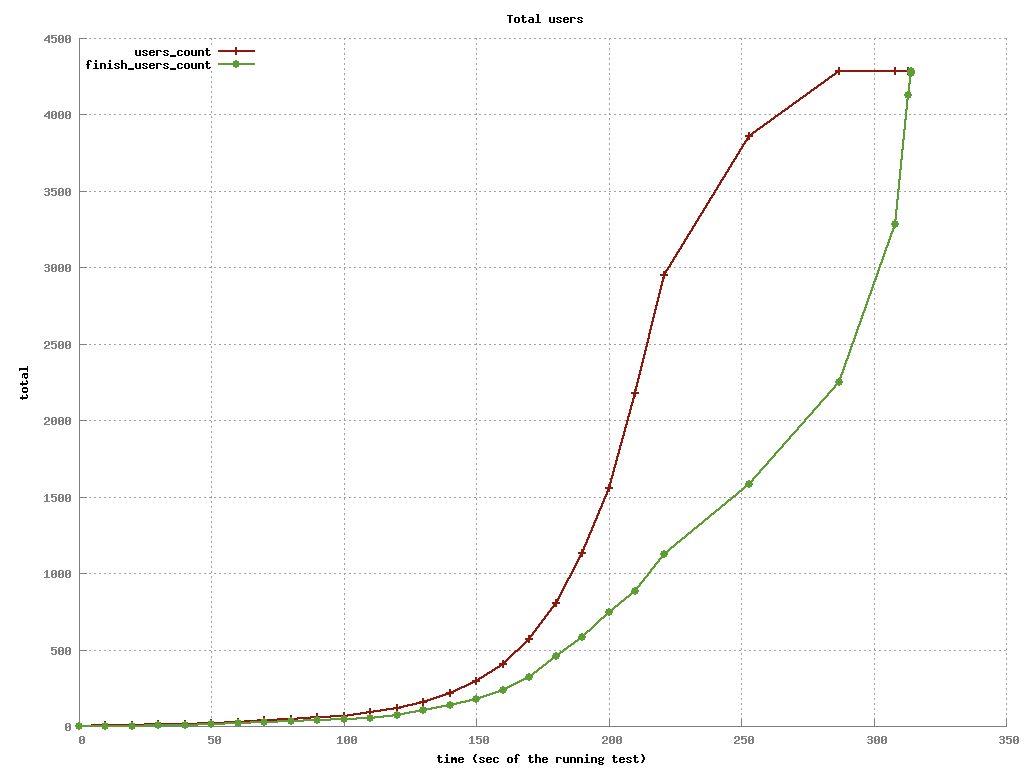 Total users
users_count
finish_users_count
4500
4000
3500
3000
2500
2000
1500
1000
500
0
total
0 50 100 150 200 250 300 350
time (sec of the running test)